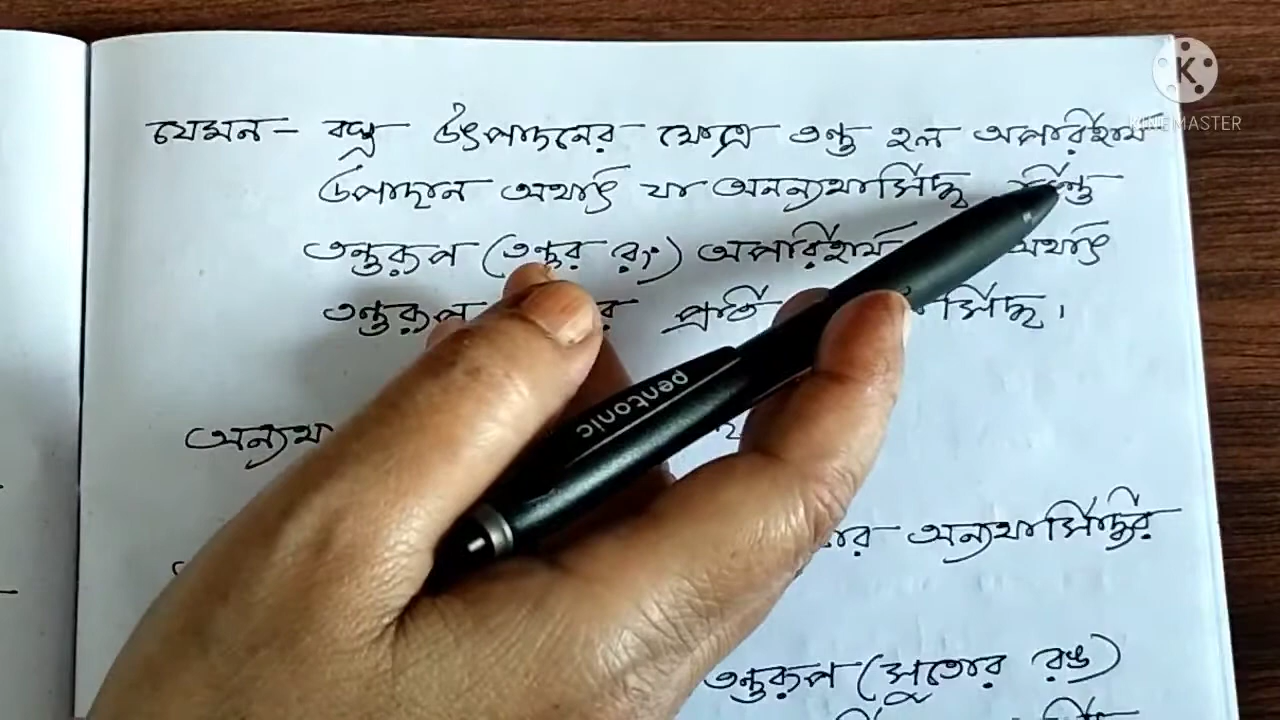 যেমন - বস্ত্র উৎপাদনের ক্ষেত্রে তন্তু হল অপরিহার্য
উপাদান অর্থাৎ যা অনন্যথাসিদ্ধ কিন্তু
তন্তুরূপ (তন্তুর রং) অপরিহার্য অর্থাৎ
তন্তুরূপ র প্রতি সিদ্ধ।
অন্যথা
অন্যথাসিদ্ধির
তন্তুরূপ (সুতোর রঙ)
pentonic
K
KINEMASTER